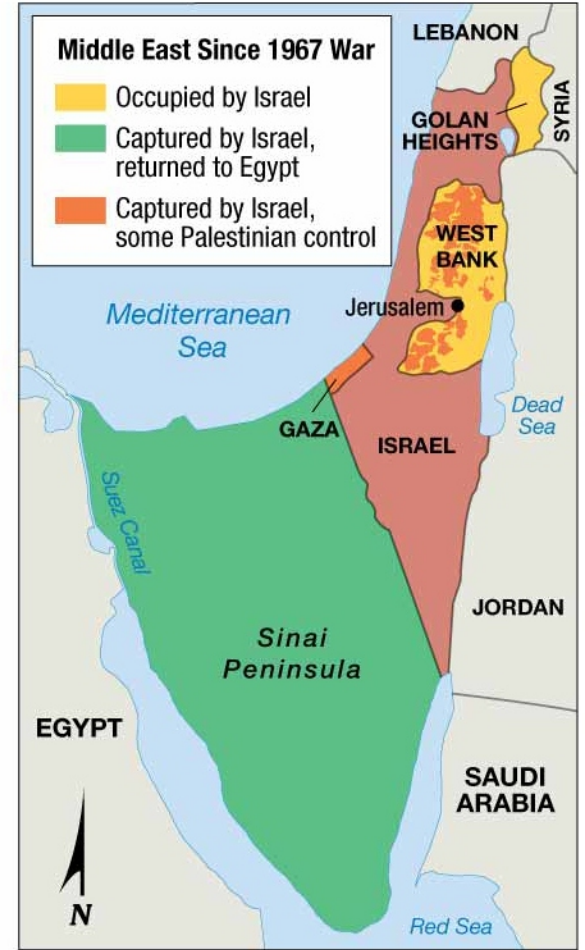 Middle East Since 1967 War
Occupied by Israel
Captured by Israel,
returned to Egypt
Captured by Israel,
some Palestinian control
LEBANON
SYRIA
GOLAN
HEIGHTS
WEST
BANK
Jerusalem
Mediterranean
Sea
Dead
Sea
GAZA
ISRAEL
Suez Canal
JORDAN
Sinai
Peninsula
EGYPT
SAUDI
ARABIA
N
Red Sea